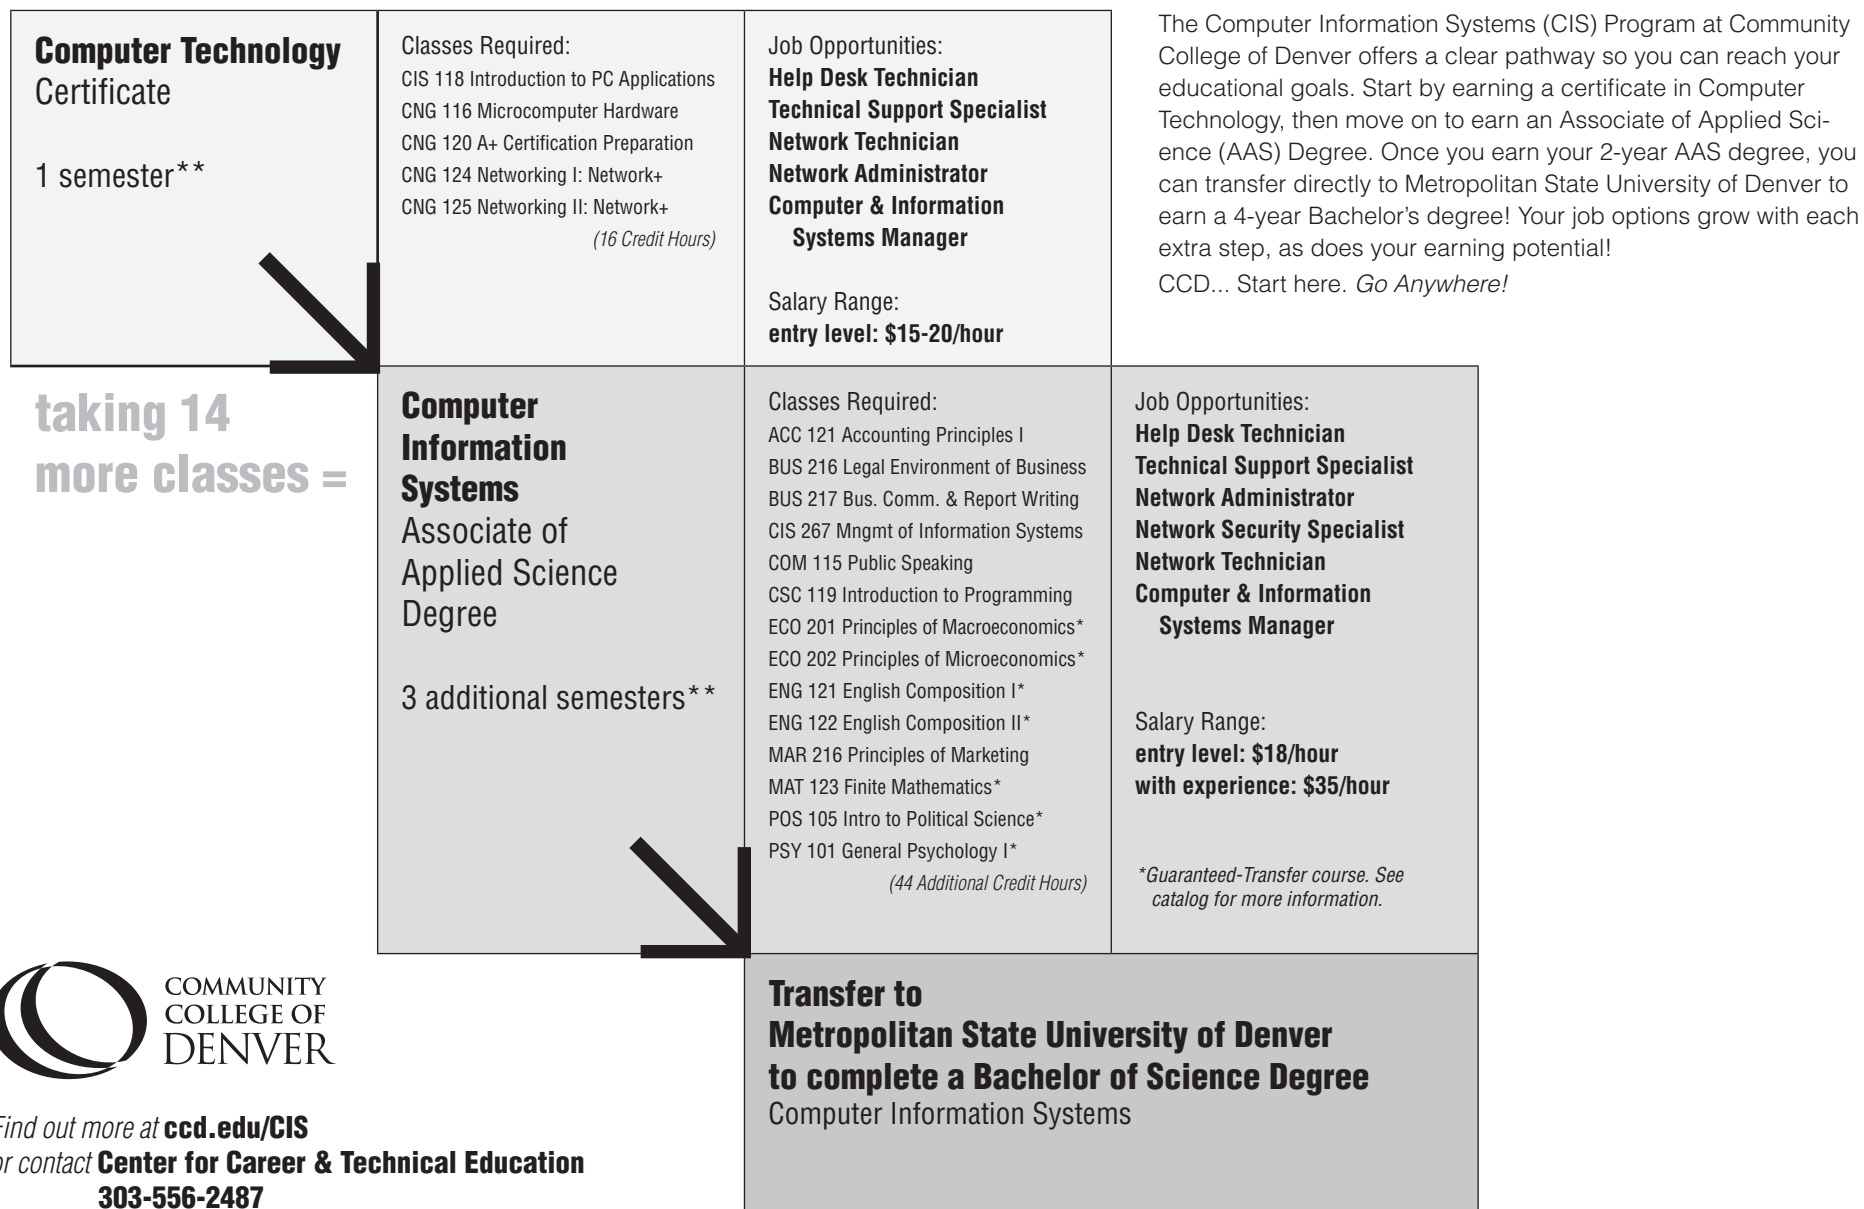 Computer Technology
Certificate
1 semester**
Classes Required:
CIS 118 Introduction to PC Applications
CNG 116 Microcomputer Hardware
CNG 120 A+ Certification Preparation
CNG 124 Networking I: Network+
CNG 125 Networking II: Network+
(16 Credit Hours)
Job Opportunities:
Help Desk Technician
Technical Support Specialist
Network Technician
Network Administrator
Computer & Information
Systems Manager
Salary Range:
entry level: $15-20/hour
The Computer Information Systems (CIS) Program at Community
College of Denver offers a clear pathway so you can reach your
educational goals. Start by earning a certificate in Computer
Technology, then move on to earn an Associate of Applied Sci-
ence (AAS) Degree. Once you earn your 2-year AAS degree, you
can transfer directly to Metropolitan State University of Denver to
earn a 4-year Bachelor's degree! Your job options grow with each
extra step, as does your earning potential!
CCD... Start here. Go Anywhere!
taking 14
more classes =
Computer
Information
Systems
Associate of
Applied Science
Degree
3 additional semesters**
Classes Required:
ACC 121 Accounting Principles I
BUS 216 Legal Environment of Business
BUS 217 Bus. Comm. & Report Writing
CIS 267 Mngmt of Information Systems
COM 115 Public Speaking
CSC 119 Introduction to Programming
ECO 201 Principles of Macroeconomics*
ECO 202 Principles of Microeconomics*
ENG 121 English Composition I*
ENG 122 English Composition II*
MAR 216 Principles of Marketing
MAT 123 Finite Mathematics*
POS 105 Intro to Political Science*
PSY 101 General Psychology I*
(44 Additional Credit Hours)
Job Opportunities:
Help Desk Technician
Technical Support Specialist
Network Administrator
Network Security Specialist
Network Technician
Computer & Information
Systems Manager
Salary Range:
entry level: $18/hour
with experience: $35/hour
*Guaranteed-Transfer course. See
catalog for more information.
Transfer to
Metropolitan State University of Denver
to complete a Bachelor of Science Degree
Computer Information Systems
COMMUNITY
COLLEGE OF
DENVER
Find out more at ccd.edu/CIS
or contact Center for Career & Technical Education
303-556-2487